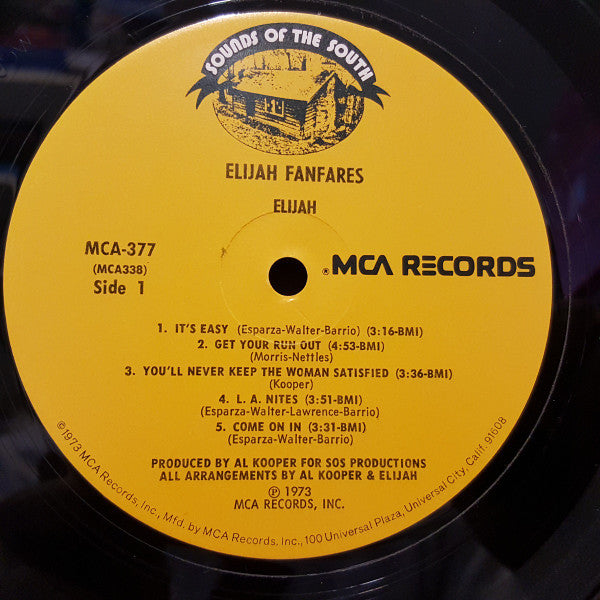 SOUNDS OF THE SOUTH
ELIJAH FANFARES
ELIJAH
MCA-377
(MCA338)
Side 1
® MCA RECORDS
1. IT'S EASY (Esparza-Walter-Barrio) (3:16-BMI)
2. GET YOUR RUN OUT (4:53-BMI)
(Morris-Nettles)
3. YOU'LL NEVER KEEP THE WOMAN SATISFIED (3:36-BMI)
(Kooper)
4. L.A. NITES (3:51-BMI)
(Esparza-Walter-Lawrence-Barrio)
5. COME ON IN (3:31-BMI)
(Esparza-Walter-Barrio)
PRODUCED BY AL KOOPER FOR SOS PRODUCTIONS
ALL ARRANGEMENTS BY AL KOOPER & ELIJAH
℗ 1973
MCA RECORDS, INC.
©1973 MCA Records, Inc., Mfd. by MCA Records, Inc., 100 Universal Plaza, Universal City, Calif. 91608